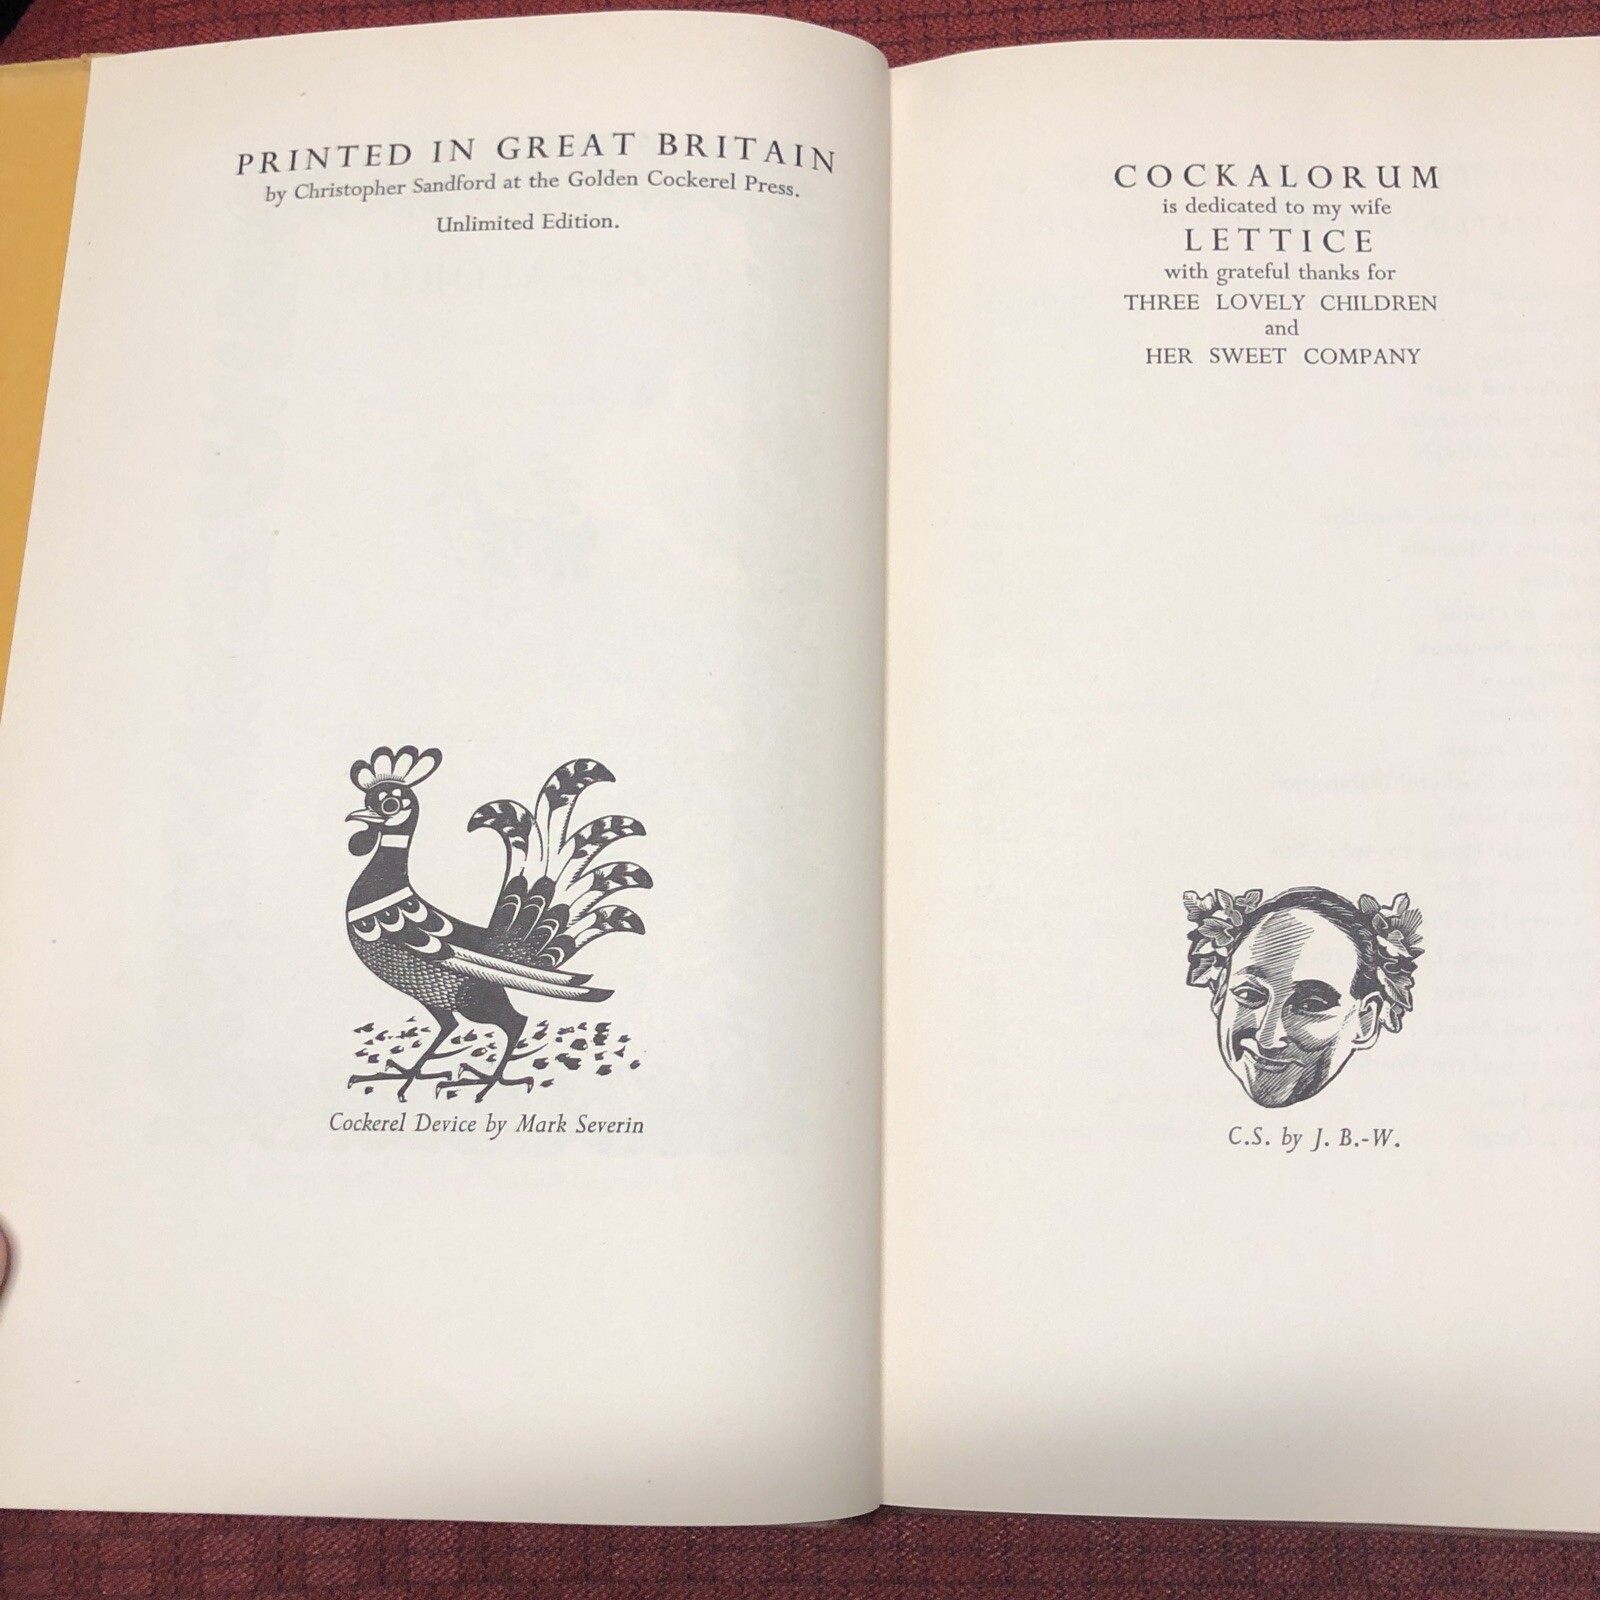 PRINTED IN GREAT BRITAIN
by Christopher Sandford at the Golden Cockerel Press.
Unlimited Edition.
Cockerel Device by Mark Severin
COCKALORUM
is dedicated to my wife
LETTICE
with grateful thanks for
THREE LOVELY CHILDREN
and
HER SWEET COMPANY
C.S. by J. B.-W.